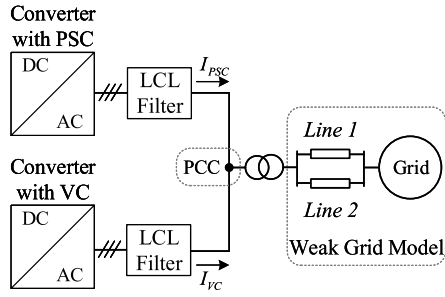 Converter
with PSC
DC
AC
LCL
Filter
I_PSC
Converter
with VC
DC
AC
LCL
Filter
I_VC
PCC
Line 1
Line 2
Grid
Weak Grid Model